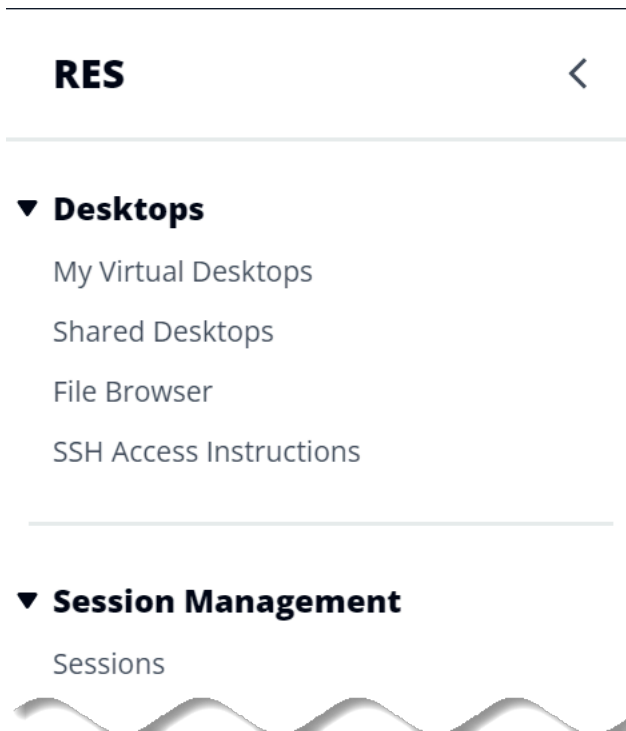 RES
Desktops
My Virtual Desktops
Shared Desktops
File Browser
SSH Access Instructions
Session Management
Sessions